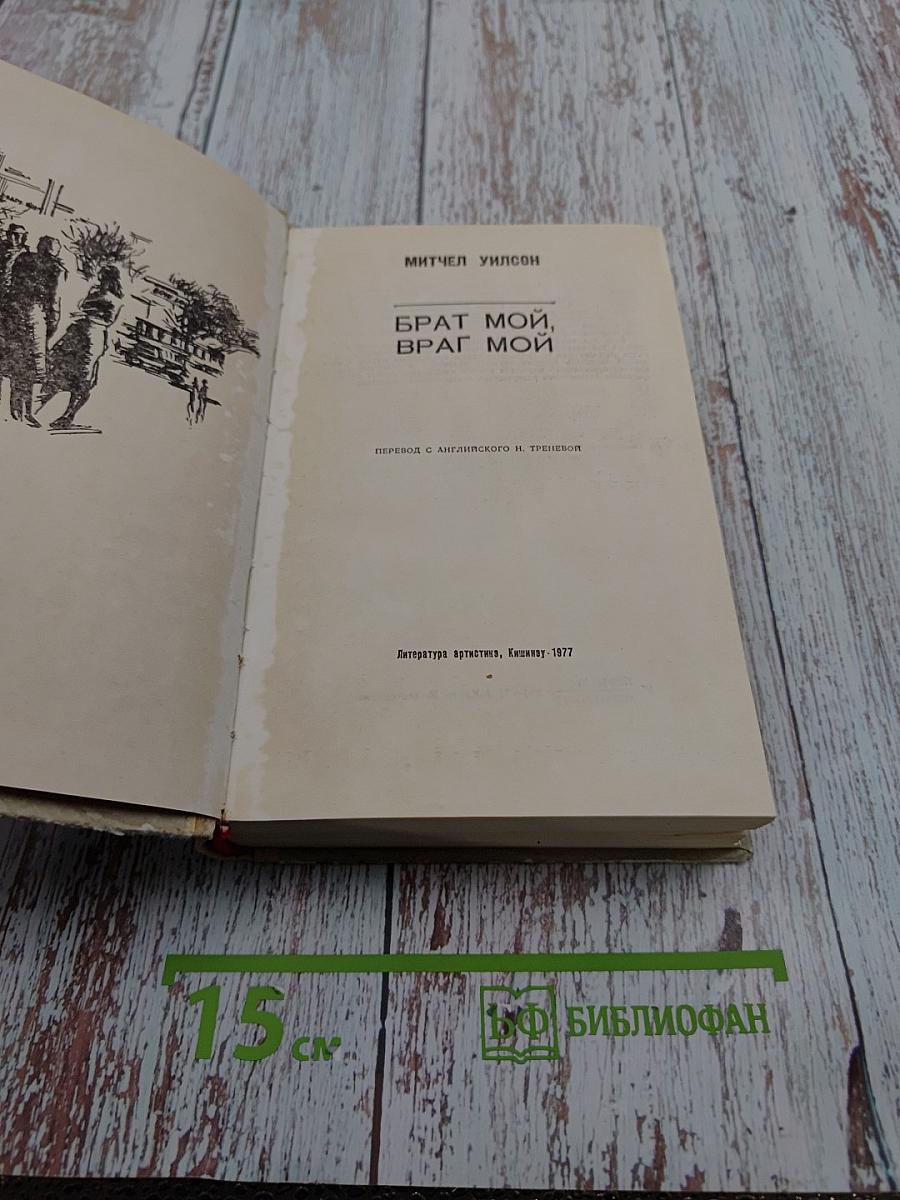 МИТЧЕЛ УИЛСОН
БРАТ МОЙ,
ВРАГ МОЙ
ПЕРЕВОД С АНГЛИЙСКОГО Н. ТРЕНЕВОЙ
Литература артистикэ, Кишинэу · 1977
15 см
БФ БИБЛИОФАН